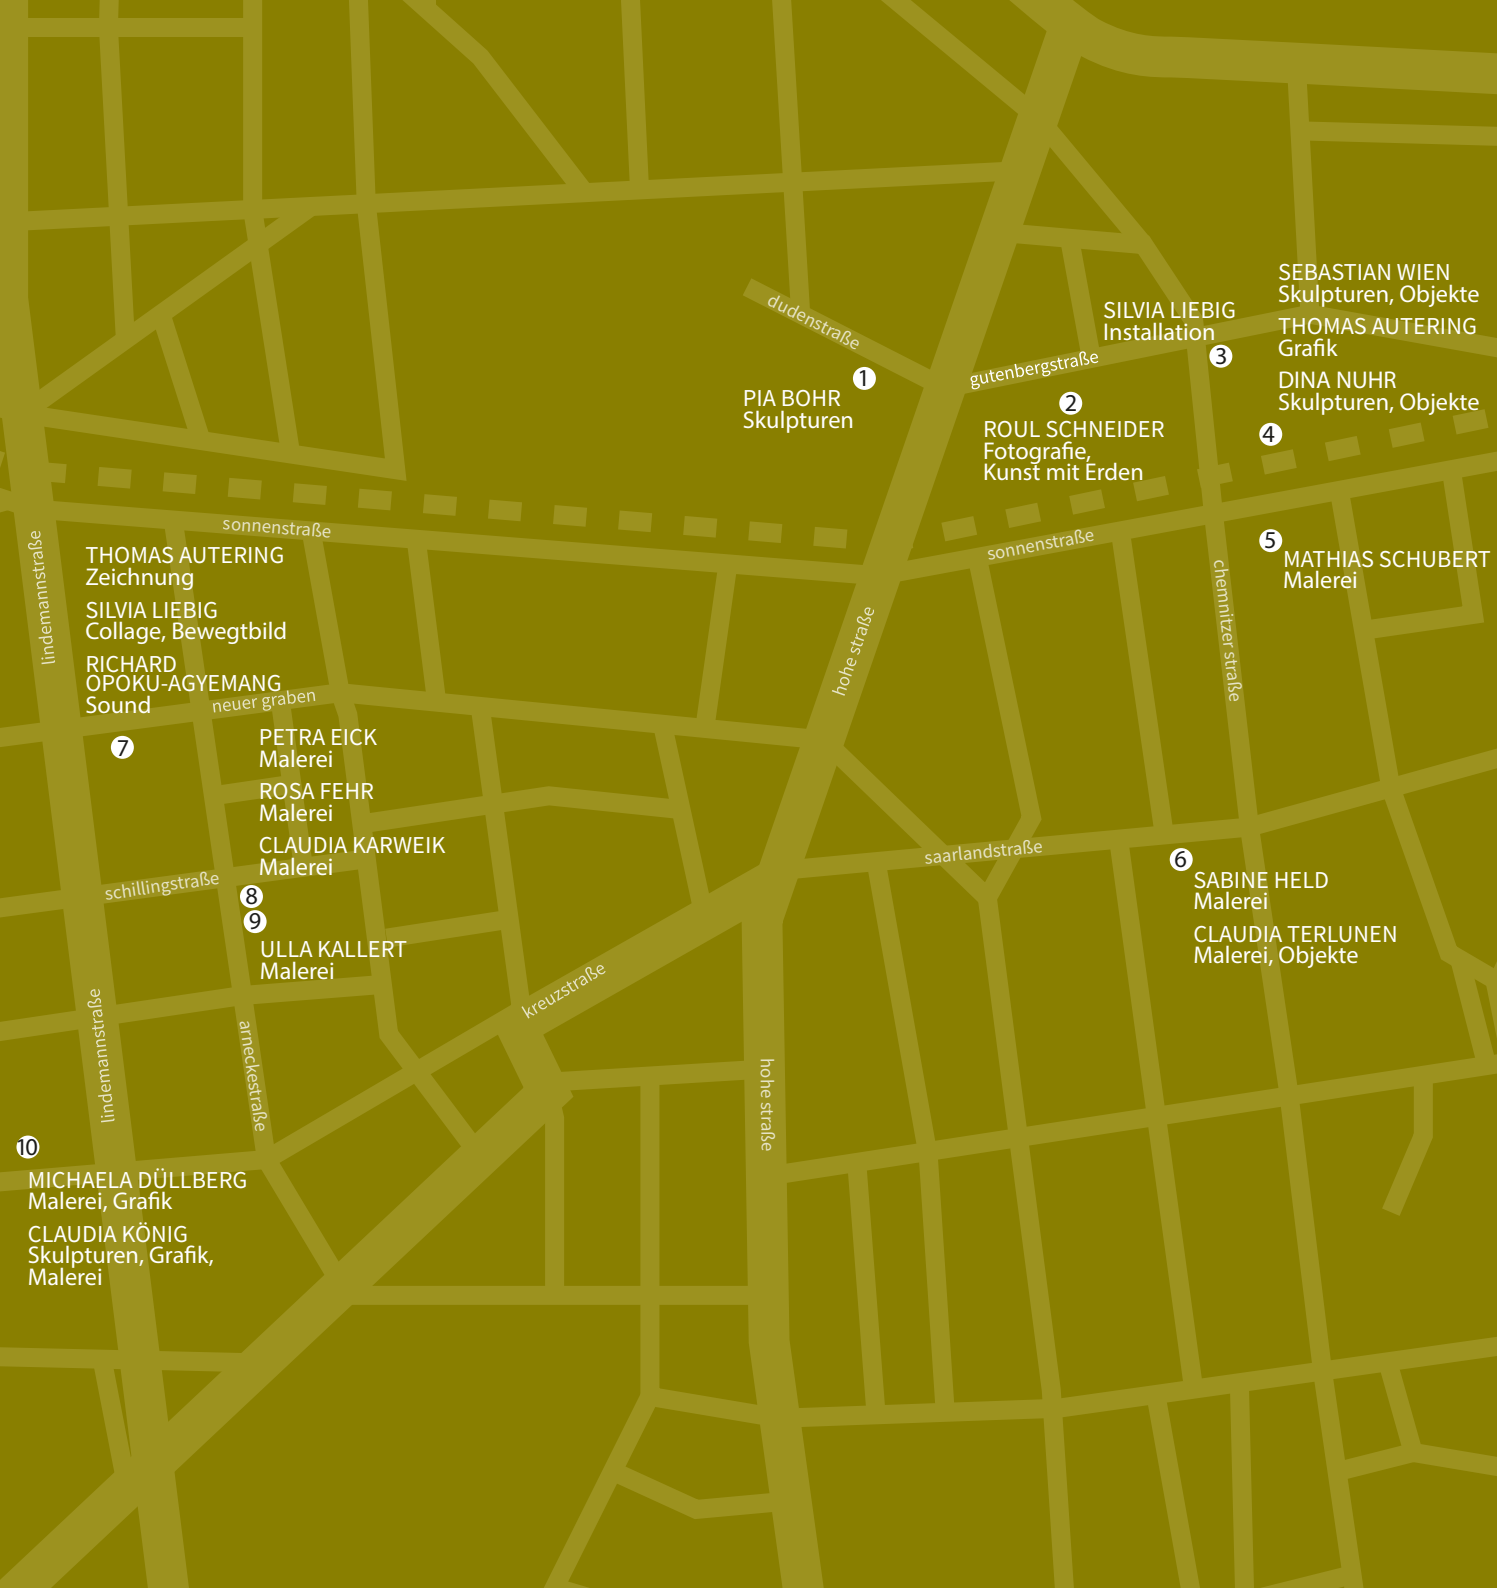 SEBASTIAN WIEN
Skulpturen, Objekte
THOMAS AUTERING
Grafik
DINA NUHR
Skulpturen, Objekte
4
SILVIA LIEBIG
Installation
3
dudenstraße
1
PIA BOHR
Skulpturen
gutenbergstraße
2
ROUL SCHNEIDER
Fotografie,
Kunst mit Erden
sonnenstraße
sonnenstraße
5
MATHIAS SCHUBERT
Malerei
lindemannstraße
THOMAS AUTERING
Zeichnung
SILVIA LIEBIG
Collage, Bewegtbild
RICHARD
OPOKU-AGYEMANG
Sound
7
hohe straße
chemnitzer straße
neuer graben
PETRA EICK
Malerei
ROSA FEHR
Malerei
CLAUDIA KARWEIK
Malerei
8
schillingstraße
9
ULLA KALLERT
Malerei
saarlandstraße
6
SABINE HELD
Malerei
CLAUDIA TERLUNEN
Malerei, Objekte
kreuzstraße
lindemannstraße
arneckestraße
hohe straße
10
MICHAELA DÜLLBERG
Malerei, Grafik
CLAUDIA KÖNIG
Skulpturen, Grafik,
Malerei